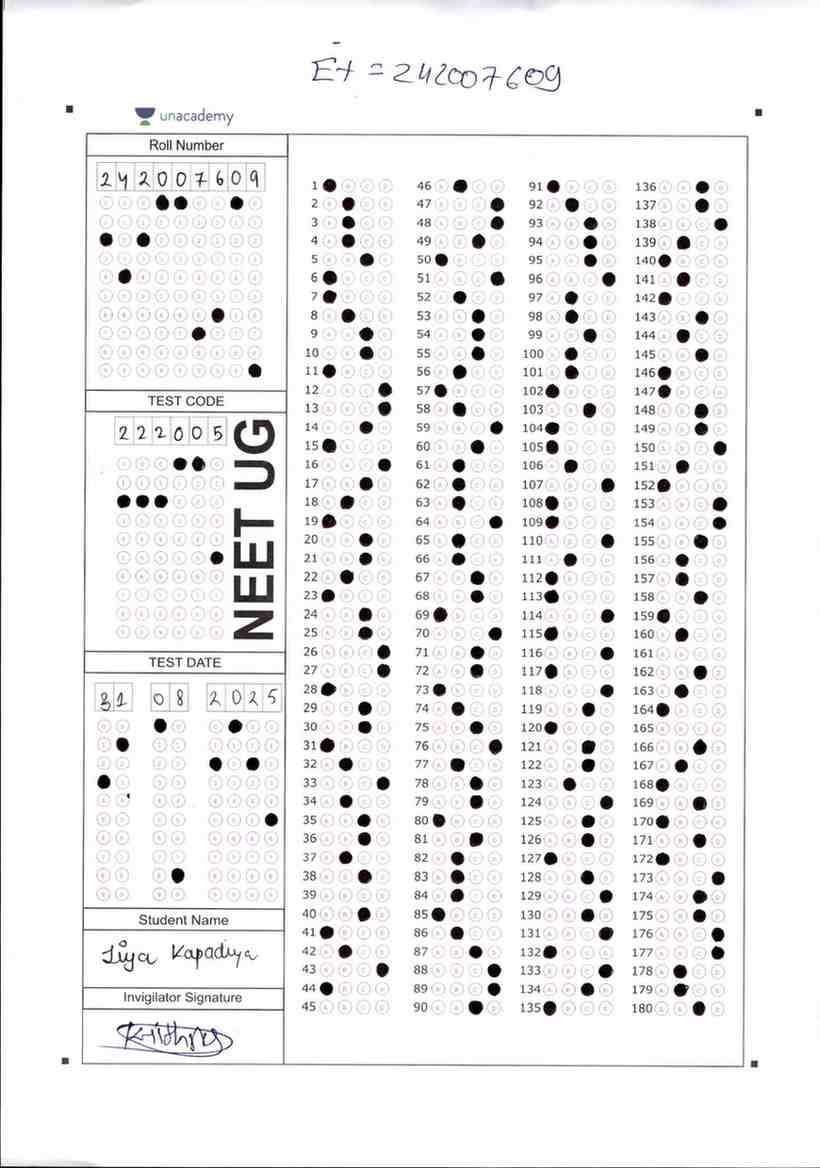 Et = 242007609
unacademy
Roll Number
2 4 2 0 0 7 6 0 9
TEST CODE
2 2 2 0 0 5
NEET UG
TEST DATE
31 08 2025
Student Name
Jiya Kapadiya
Invigilator Signature
1 46 91 136
2 47 92 137
3 48 93 138
4 49 94 139
5 50 95 140
6 51 96 141
7 52 97 142
8 53 98 143
9 54 99 144
10 55 100 145
11 56 101 146
12 57 102 147
13 58 103 148
14 59 104 149
15 60 105 150
16 61 106 151
17 62 107 152
18 63 108 153
19 64 109 154
20 65 110 155
21 66 111 156
22 67 112 157
23 68 113 158
24 69 114 159
25 70 115 160
26 71 116 161
27 72 117 162
28 73 118 163
29 74 119 164
30 75 120 165
31 76 121 166
32 77 122 167
33 78 123 168
34 79 124 169
35 80 125 170
36 81 126 171
37 82 127 172
38 83 128 173
39 84 129 174
40 85 130 175
41 86 131 176
42 87 132 177
43 88 133 178
44 89 134 179
45 90 135 180